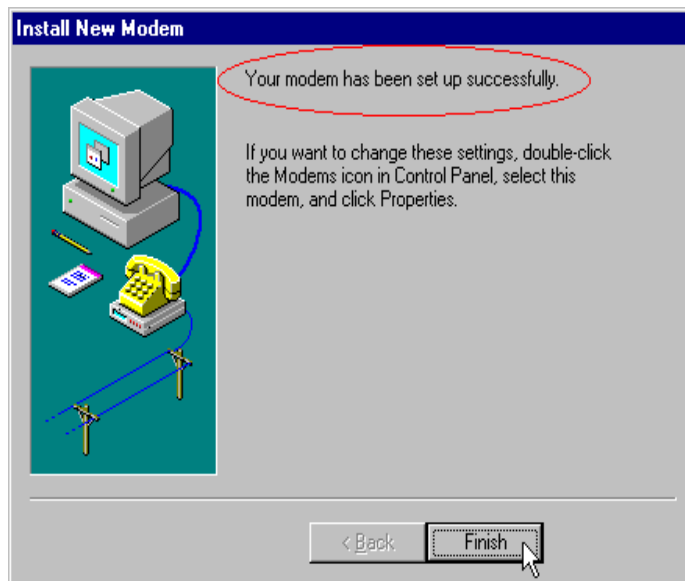 Install New Modem
Your modem has been set up successfully.
If you want to change these settings, double-click
the Modems icon in Control Panel, select this
modem, and click Properties.
< Back
Finish